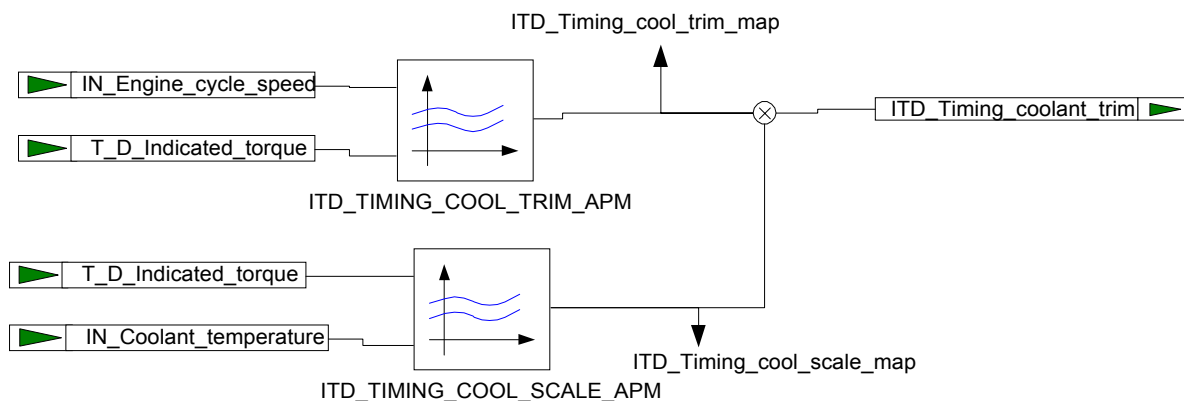 ITD_Timing_cool_trim_map
IN_Engine_cycle_speed
ITD_Timing_coolant_trim
T_D_Indicated_torque
ITD_TIMING_COOL_TRIM_APM
T_D_Indicated_torque
IN_Coolant_temperature
ITD_Timing_cool_scale_map
ITD_TIMING_COOL_SCALE_APM